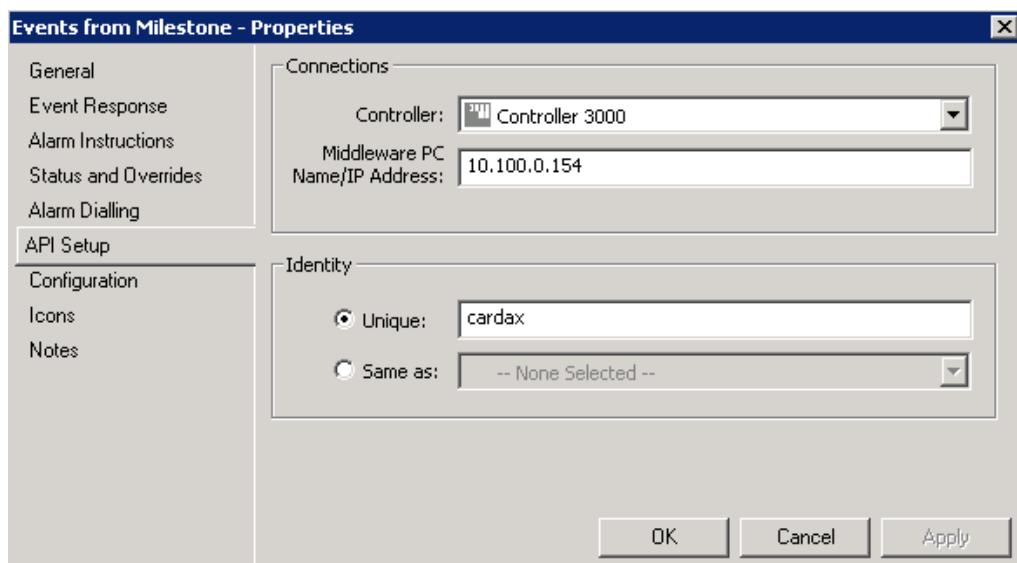 Events from Milestone - Properties
General
Event Response
Alarm Instructions
Status and Overrides
Alarm Dialling
API Setup
Configuration
Icons
Notes
Connections
Controller: Controller 3000
Middleware PC
Name/IP Address: 10.100.0.154
Identity
Unique: cardax
Same as: -- None Selected --
OK Cancel Apply